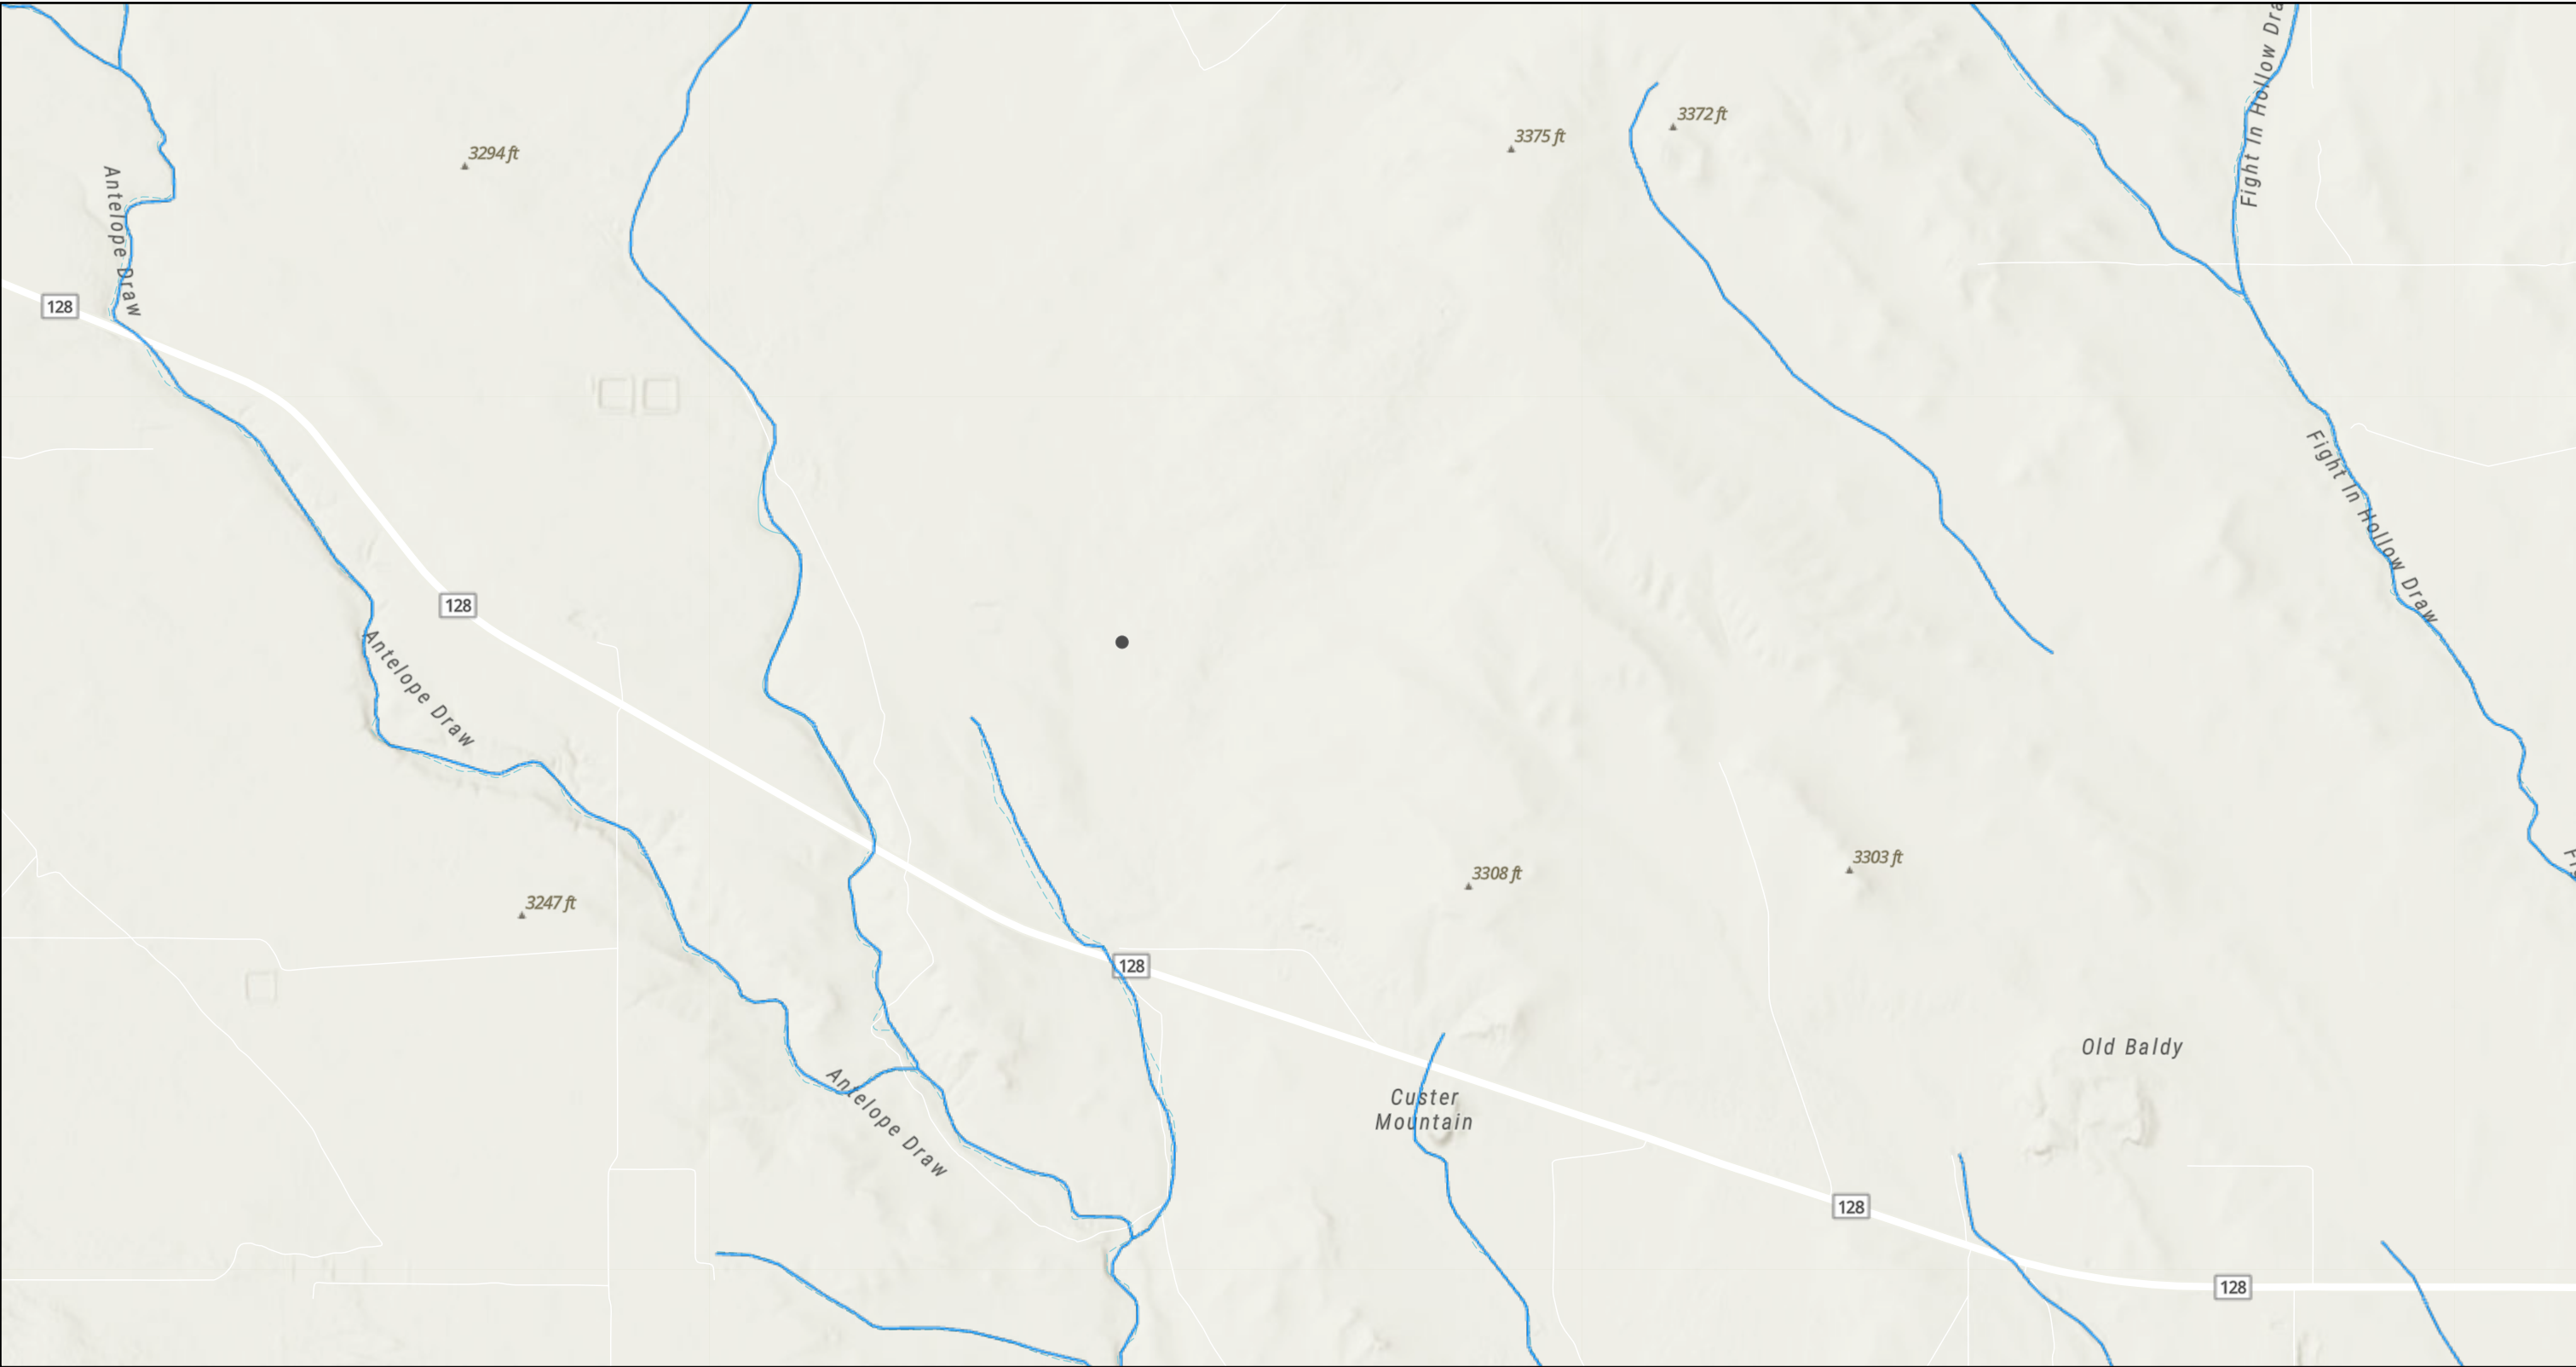 Fight In Hollow Dra
3372 ft
3375 ft
3294 ft
Antelope Draw
128
Fight In Hollow Draw
128
Antelope Draw
3303 ft
3308 ft
3247 ft
128
Old Baldy
Custer
Mountain
Antelope Draw
128
128